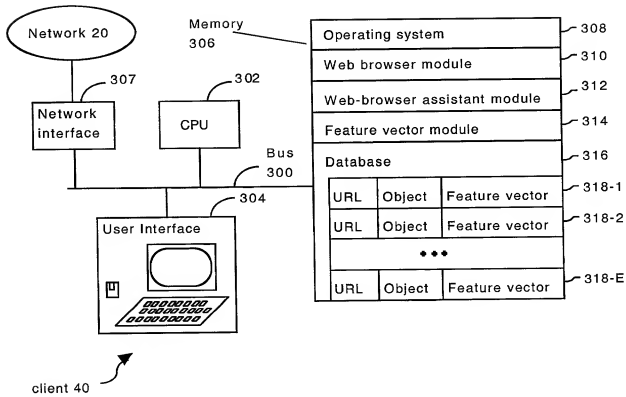 Network 20
307
Network
interface
302
CPU
Bus
300
304
User Interface
client 40
Memory
306
Operating system
308
Web browser module
310
Web-browser assistant module
312
Feature vector module
314
Database
316
URL Object Feature vector
318-1
URL Object Feature vector
318-2
•••
URL Object Feature vector
318-E